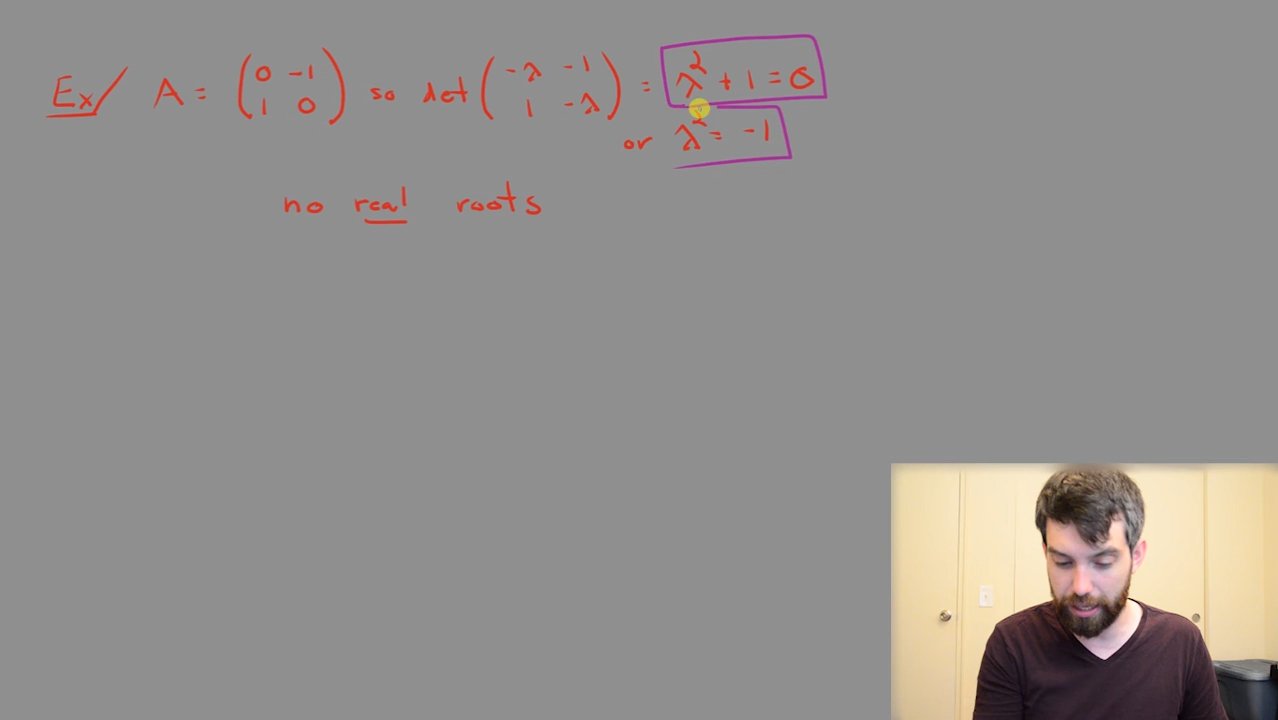 Ex/ A = (0 -1 1 0) so det (-λ -1 1 -λ) = λ² + 1 = 0
or λ² = -1
no real roots